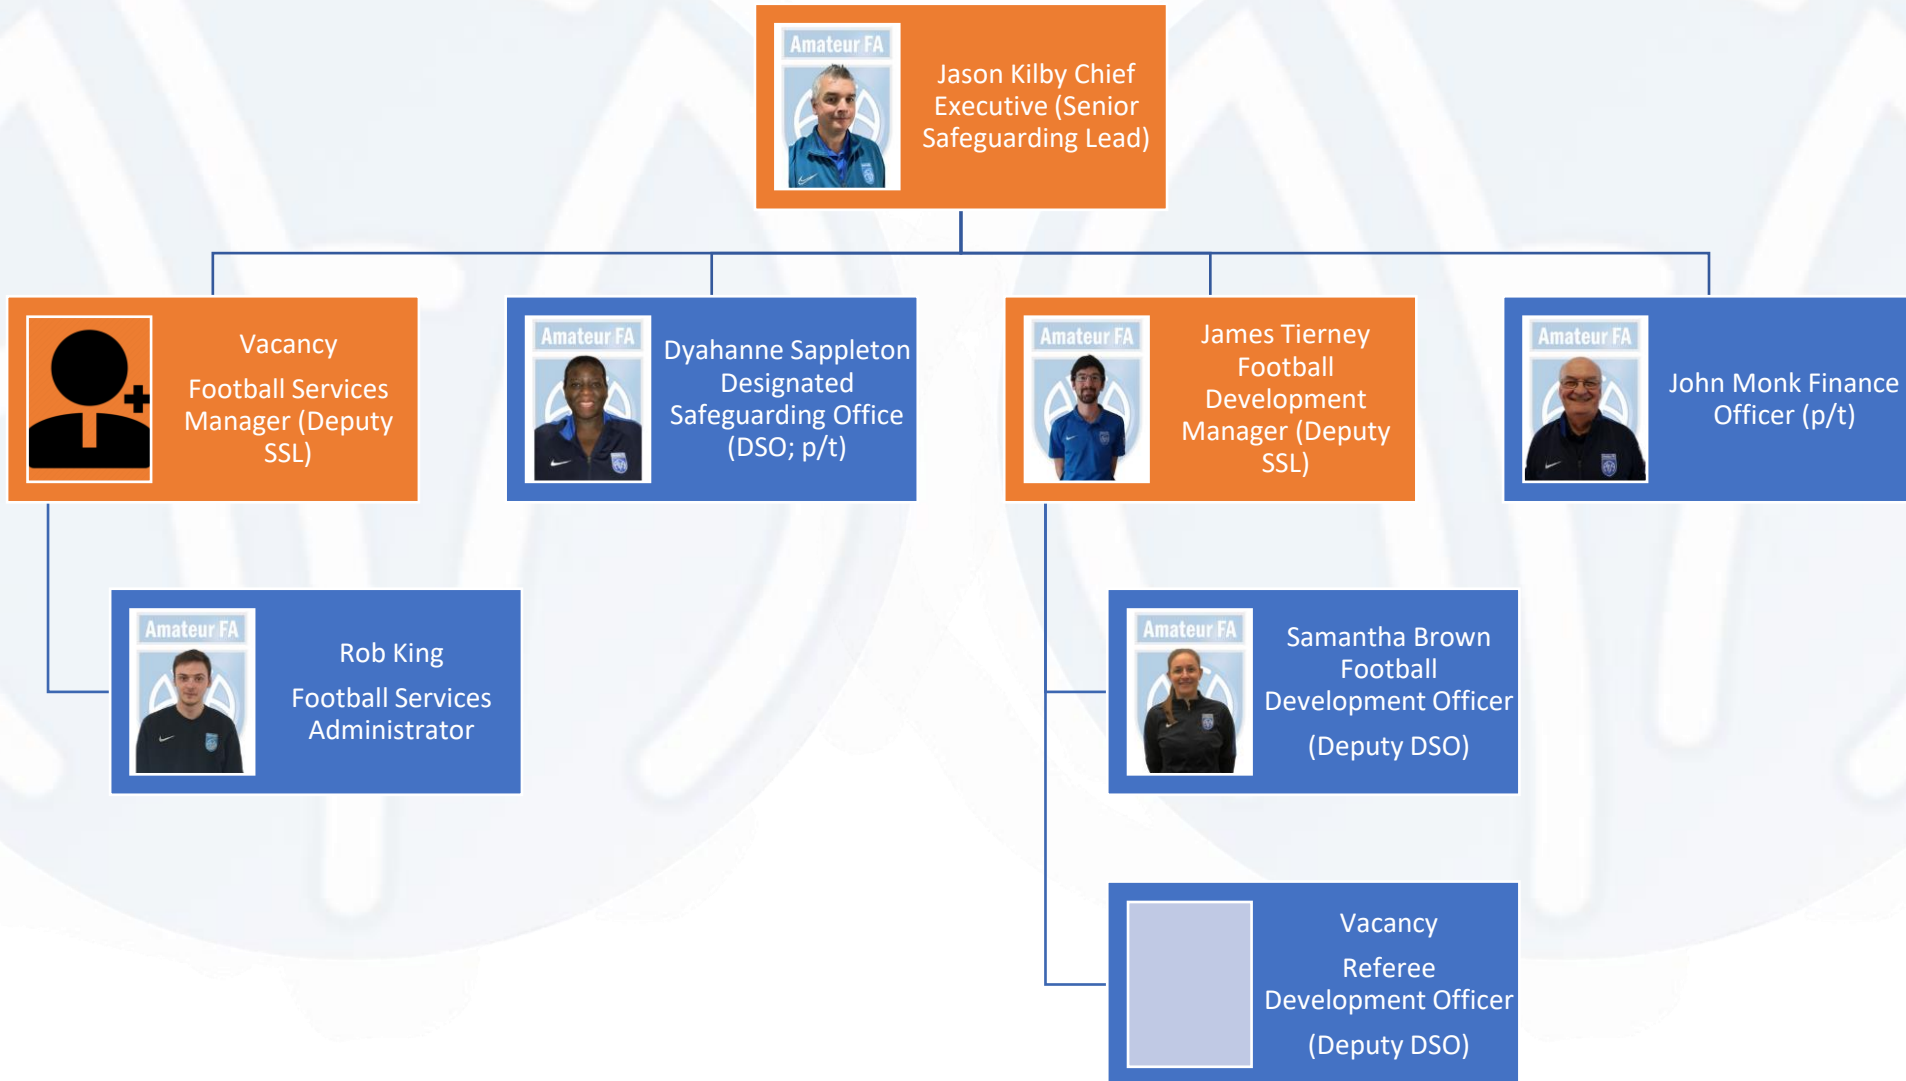 Amateur FA
Jason Kilby Chief
Executive (Senior
Safeguarding Lead)
Vacancy
Football Services
Manager (Deputy
SSL)
Amateur FA
Dyahanne Sappleton
Designated
Safeguarding Office
(DSO; p/t)
Amateur FA
James Tierney
Football
Development
Manager (Deputy
SSL)
Amateur FA
John Monk Finance
Officer (p/t)
Amateur FA
Rob King
Football Services
Administrator
Amateur FA
Samantha Brown
Football
Development Officer
(Deputy DSO)
Vacancy
Referee
Development Officer
(Deputy DSO)